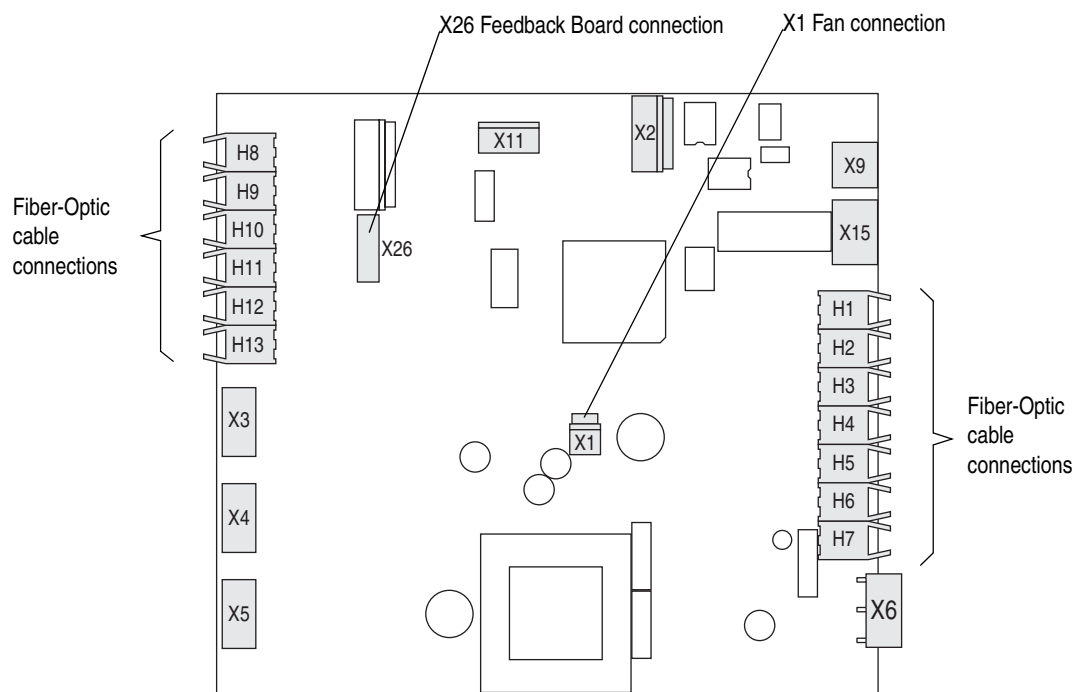 X26 Feedback Board connection
X1 Fan connection
X2
X11
H8
X9
H9
Fiber-Optic
cable
connections
H10
X15
X26
H11
H12
H1
H13
H2
H3
X3
Fiber-Optic
cable
connections
H4
X1
H5
H6
X4
H7
X5
X6